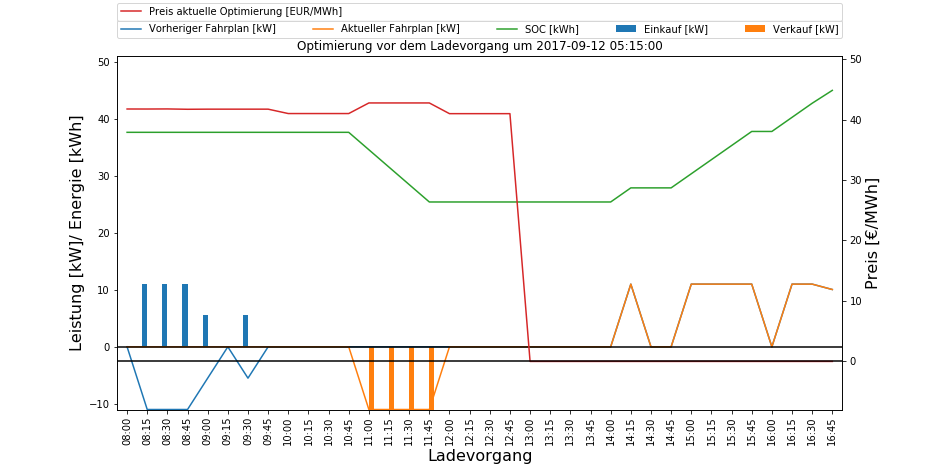 Preis aktuelle Optimierung [EUR/MWh]
Vorheriger Fahrplan [kW] Aktueller Fahrplan [kW] SOC [kWh] Einkauf [kW] Verkauf [kW]
Optimierung vor dem Ladevorgang um 2017-09-12 05:15:00
Leistung [kW]/ Energie [kWh]
50
40
30
20
10
0
−10
Preis [€/MWh]
50
40
30
20
10
0
08:00 08:15 08:30 08:45 09:00 09:15 09:30 09:45 10:00 10:15 10:30 10:45 11:00 11:15 11:30 11:45 12:00 12:15 12:30 12:45 13:00 13:15 13:30 13:45 14:00 14:15 14:30 14:45 15:00 15:15 15:30 15:45 16:00 16:15 16:30 16:45
Ladevorgang